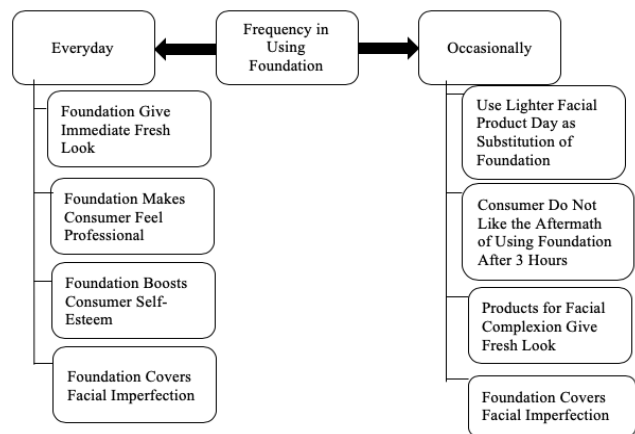 Everyday
Frequency in
Using
Foundation
Occasionally
Foundation Give
Immediate Fresh
Look
Foundation Makes
Consumer Feel
Professional
Foundation Boosts
Consumer Self-
Esteem
Foundation Covers
Facial Imperfection
Use Lighter Facial
Product Day as
Substitution of
Foundation
Consumer Do Not
Like the Aftermath
of Using Foundation
After 3 Hours
Products for Facial
Complexion Give
Fresh Look
Foundation Covers
Facial Imperfection